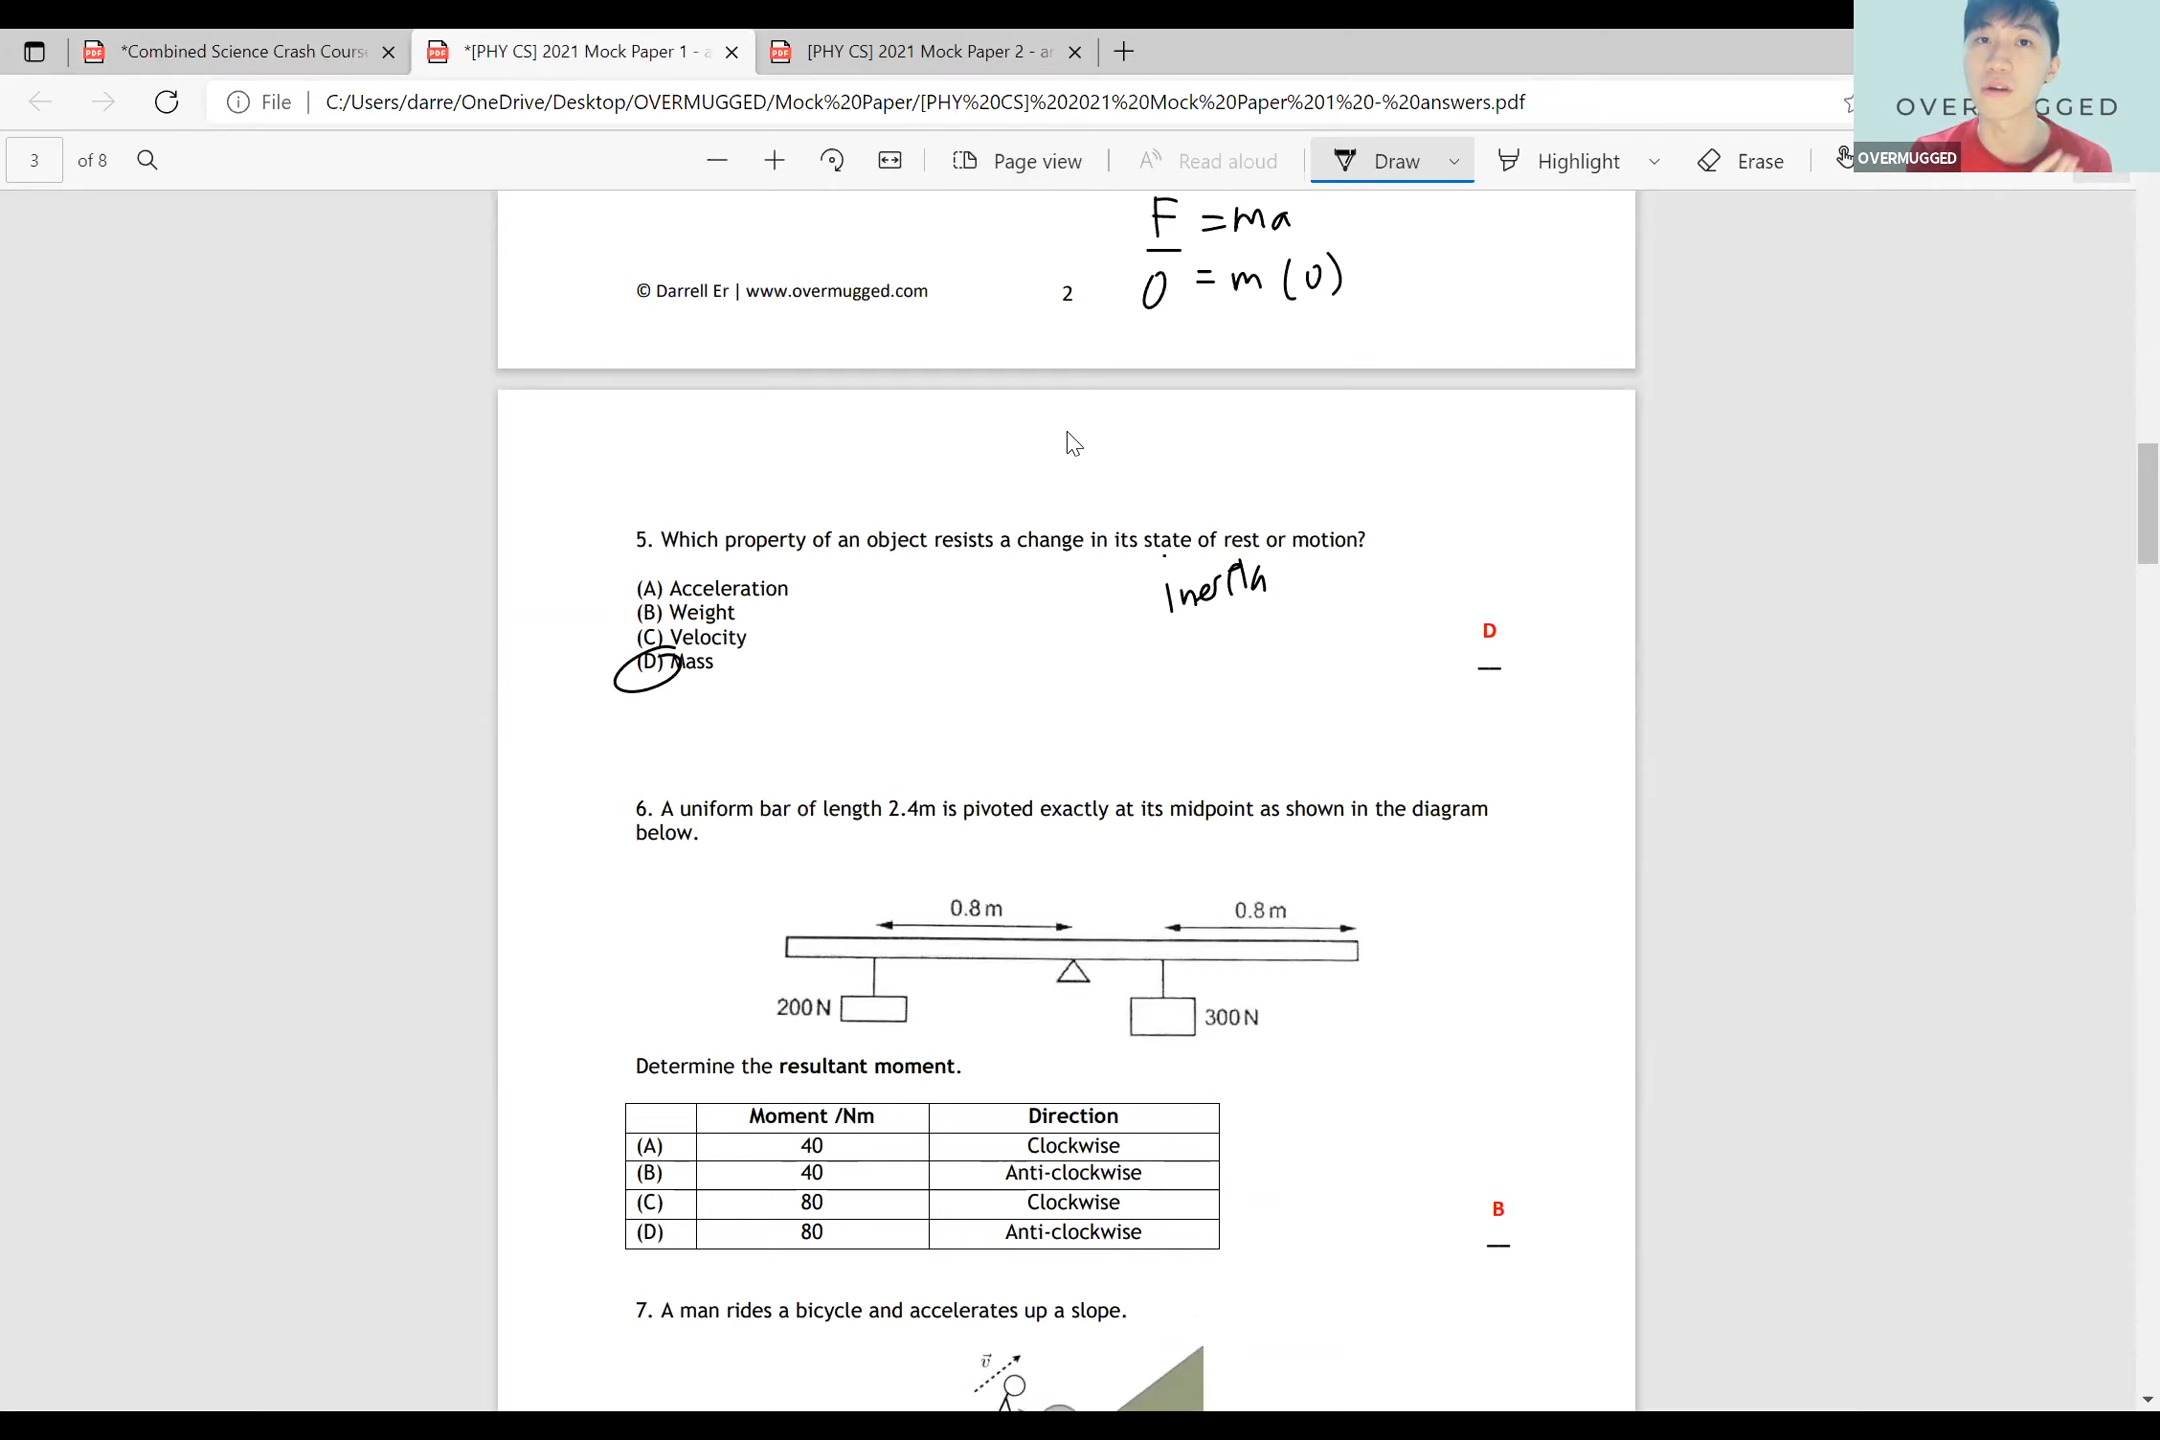 *Combined Science Crash Cours
*[PHY CS] 2021 Mock Paper 1 - a
[PHY CS] 2021 Mock Paper 2 - an
File
C:/Users/darre/OneDrive/Desktop/OVERMUGGED/Mock%20Paper/[PHY%20CS]%202021%20Mock%20Paper%201%20-%20answers.pdf
OVERMUGGED
OVERMUGGED
3 of 8
Page view
Read aloud
Draw
Highlight
Erase
F = ma
0 = m (0)
© Darrell Er | www.overmugged.com
2
5. Which property of an object resists a change in its state of rest or motion?
Inertia
(A) Acceleration
(B) Weight
(C) Velocity
(D) Mass
D
6. A uniform bar of length 2.4m is pivoted exactly at its midpoint as shown in the diagram
below.
0.8 m
0.8 m
200 N
300 N
Determine the resultant moment.
Moment /Nm Direction
(A) 40 Clockwise
(B) 40 Anti-clockwise
(C) 80 Clockwise
(D) 80 Anti-clockwise
B
7. A man rides a bicycle and accelerates up a slope.
v